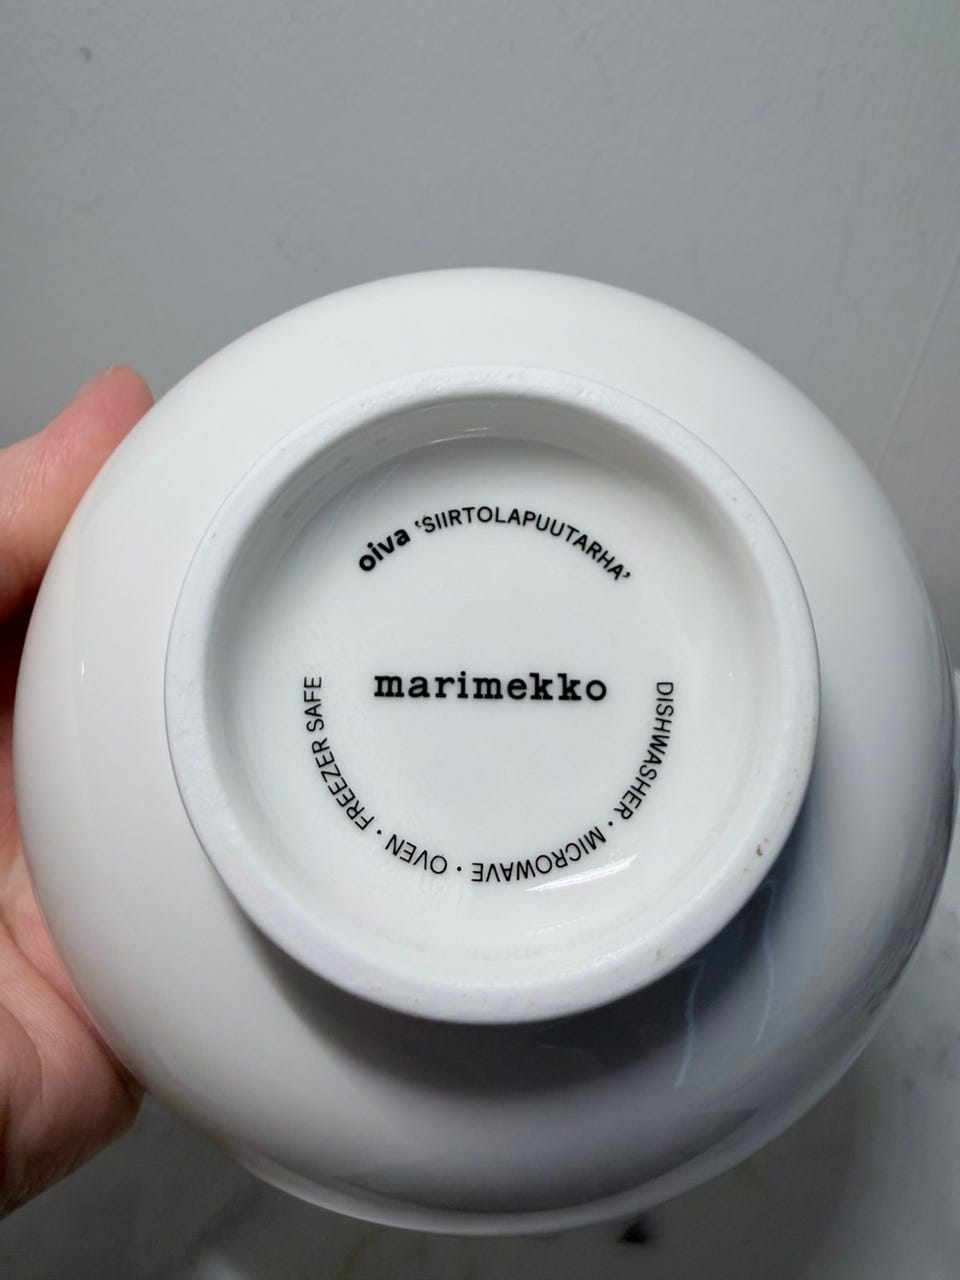 oiva ‘SIIRTOLAPUUTARHA’
marimekko
DISHWASHER · MICROWAVE · OVEN · FREEZER SAFE